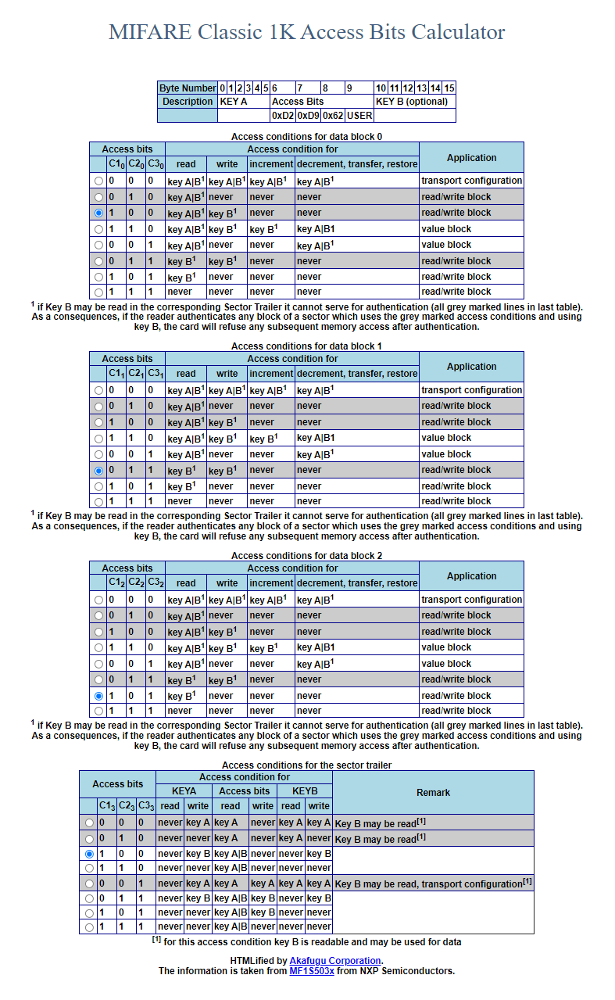 MIFARE Classic 1K Access Bits Calculator
Byte Number 0 1 2 3 4 5 6 7 8 9 10 11 12 13 14 15
Description KEY A Access Bits KEY B (optional)
0xD2 0xD9 0x62 USER
Access conditions for data block 0
Access bits Access condition for Application
C1₀ C2₀ C3₀ read write increment decrement, transfer, restore
0 0 0 key A|B¹ key A|B¹ key A|B¹ key A|B¹ transport configuration
0 1 0 key A|B¹ never never never read/write block
1 0 0 key A|B¹ key B¹ never never read/write block
1 1 0 key A|B¹ key B¹ key B¹ key A|B1 value block
0 0 1 key A|B¹ never never key A|B¹ value block
0 1 1 key B¹ key B¹ never never read/write block
1 0 1 key B¹ never never never read/write block
1 1 1 never never never never read/write block
¹ if Key B may be read in the corresponding Sector Trailer it cannot serve for authentication (all grey marked lines in last table).
As a consequences, if the reader authenticates any block of a sector which uses the grey marked access conditions and using
key B, the card will refuse any subsequent memory access after authentication.
Access conditions for data block 1
Access bits Access condition for Application
C1₁ C2₁ C3₁ read write increment decrement, transfer, restore
0 0 0 key A|B¹ key A|B¹ key A|B¹ key A|B¹ transport configuration
0 1 0 key A|B¹ never never never read/write block
1 0 0 key A|B¹ key B¹ never never read/write block
1 1 0 key A|B¹ key B¹ key B¹ key A|B1 value block
0 0 1 key A|B¹ never never key A|B¹ value block
0 1 1 key B¹ key B¹ never never read/write block
1 0 1 key B¹ never never never read/write block
1 1 1 never never never never read/write block
¹ if Key B may be read in the corresponding Sector Trailer it cannot serve for authentication (all grey marked lines in last table).
As a consequences, if the reader authenticates any block of a sector which uses the grey marked access conditions and using
key B, the card will refuse any subsequent memory access after authentication.
Access conditions for data block 2
Access bits Access condition for Application
C1₂ C2₂ C3₂ read write increment decrement, transfer, restore
0 0 0 key A|B¹ key A|B¹ key A|B¹ key A|B¹ transport configuration
0 1 0 key A|B¹ never never never read/write block
1 0 0 key A|B¹ key B¹ never never read/write block
1 1 0 key A|B¹ key B¹ key B¹ key A|B1 value block
0 0 1 key A|B¹ never never key A|B¹ value block
0 1 1 key B¹ key B¹ never never read/write block
1 0 1 key B¹ never never never read/write block
1 1 1 never never never never read/write block
¹ if Key B may be read in the corresponding Sector Trailer it cannot serve for authentication (all grey marked lines in last table).
As a consequences, if the reader authenticates any block of a sector which uses the grey marked access conditions and using
key B, the card will refuse any subsequent memory access after authentication.
Access conditions for the sector trailer
Access bits Access condition for Remark
KEYA Access bits KEYB
C1₃ C2₃ C3₃ read write read write read write
0 0 0 never key A key A never key A key A Key B may be read[1]
0 1 0 never never key A never key A never Key B may be read[1]
1 0 0 never key B key A|B never never key B
1 1 0 never never key A|B never never never
0 0 1 never key A key A key A key A key A Key B may be read, transport configuration[1]
0 1 1 never key B key A|B key B never key B
1 0 1 never never key A|B key B never never
1 1 1 never never key A|B never never never
[1] for this access condition key B is readable and may be used for data
HTMLified by Akafugu Corporation.
The information is taken from MF1S503x from NXP Semiconductors.